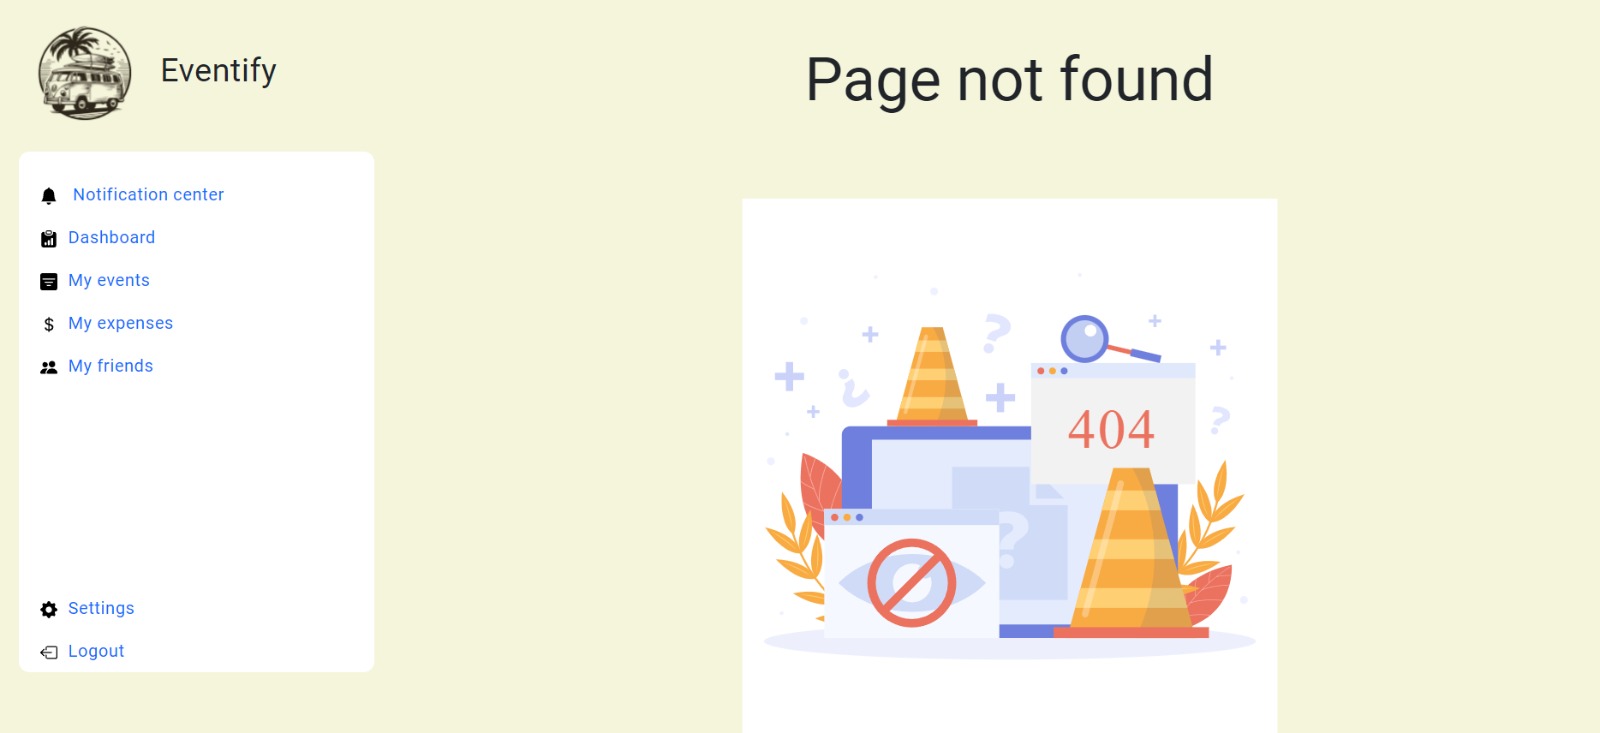 Eventify
Page not found
Notification center
Dashboard
My events
$ My expenses
My friends
Settings
Logout
?
?
?
404
?